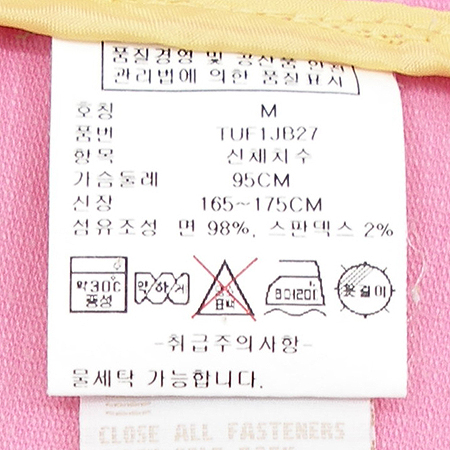 품질경영 및 공산품 안전
관리법에 의한 품질표시
호칭 M
품번 TUF1JB27
항목 신체치수
가슴둘레 95CM
신장 165~175CM
섬유조성 면 98%, 스판덱스 2%
약30℃ 중성 약하게 염소 표백 옷걸이
-취급주의사항-
물세탁 가능합니다.
CLOSE ALL FASTENERS